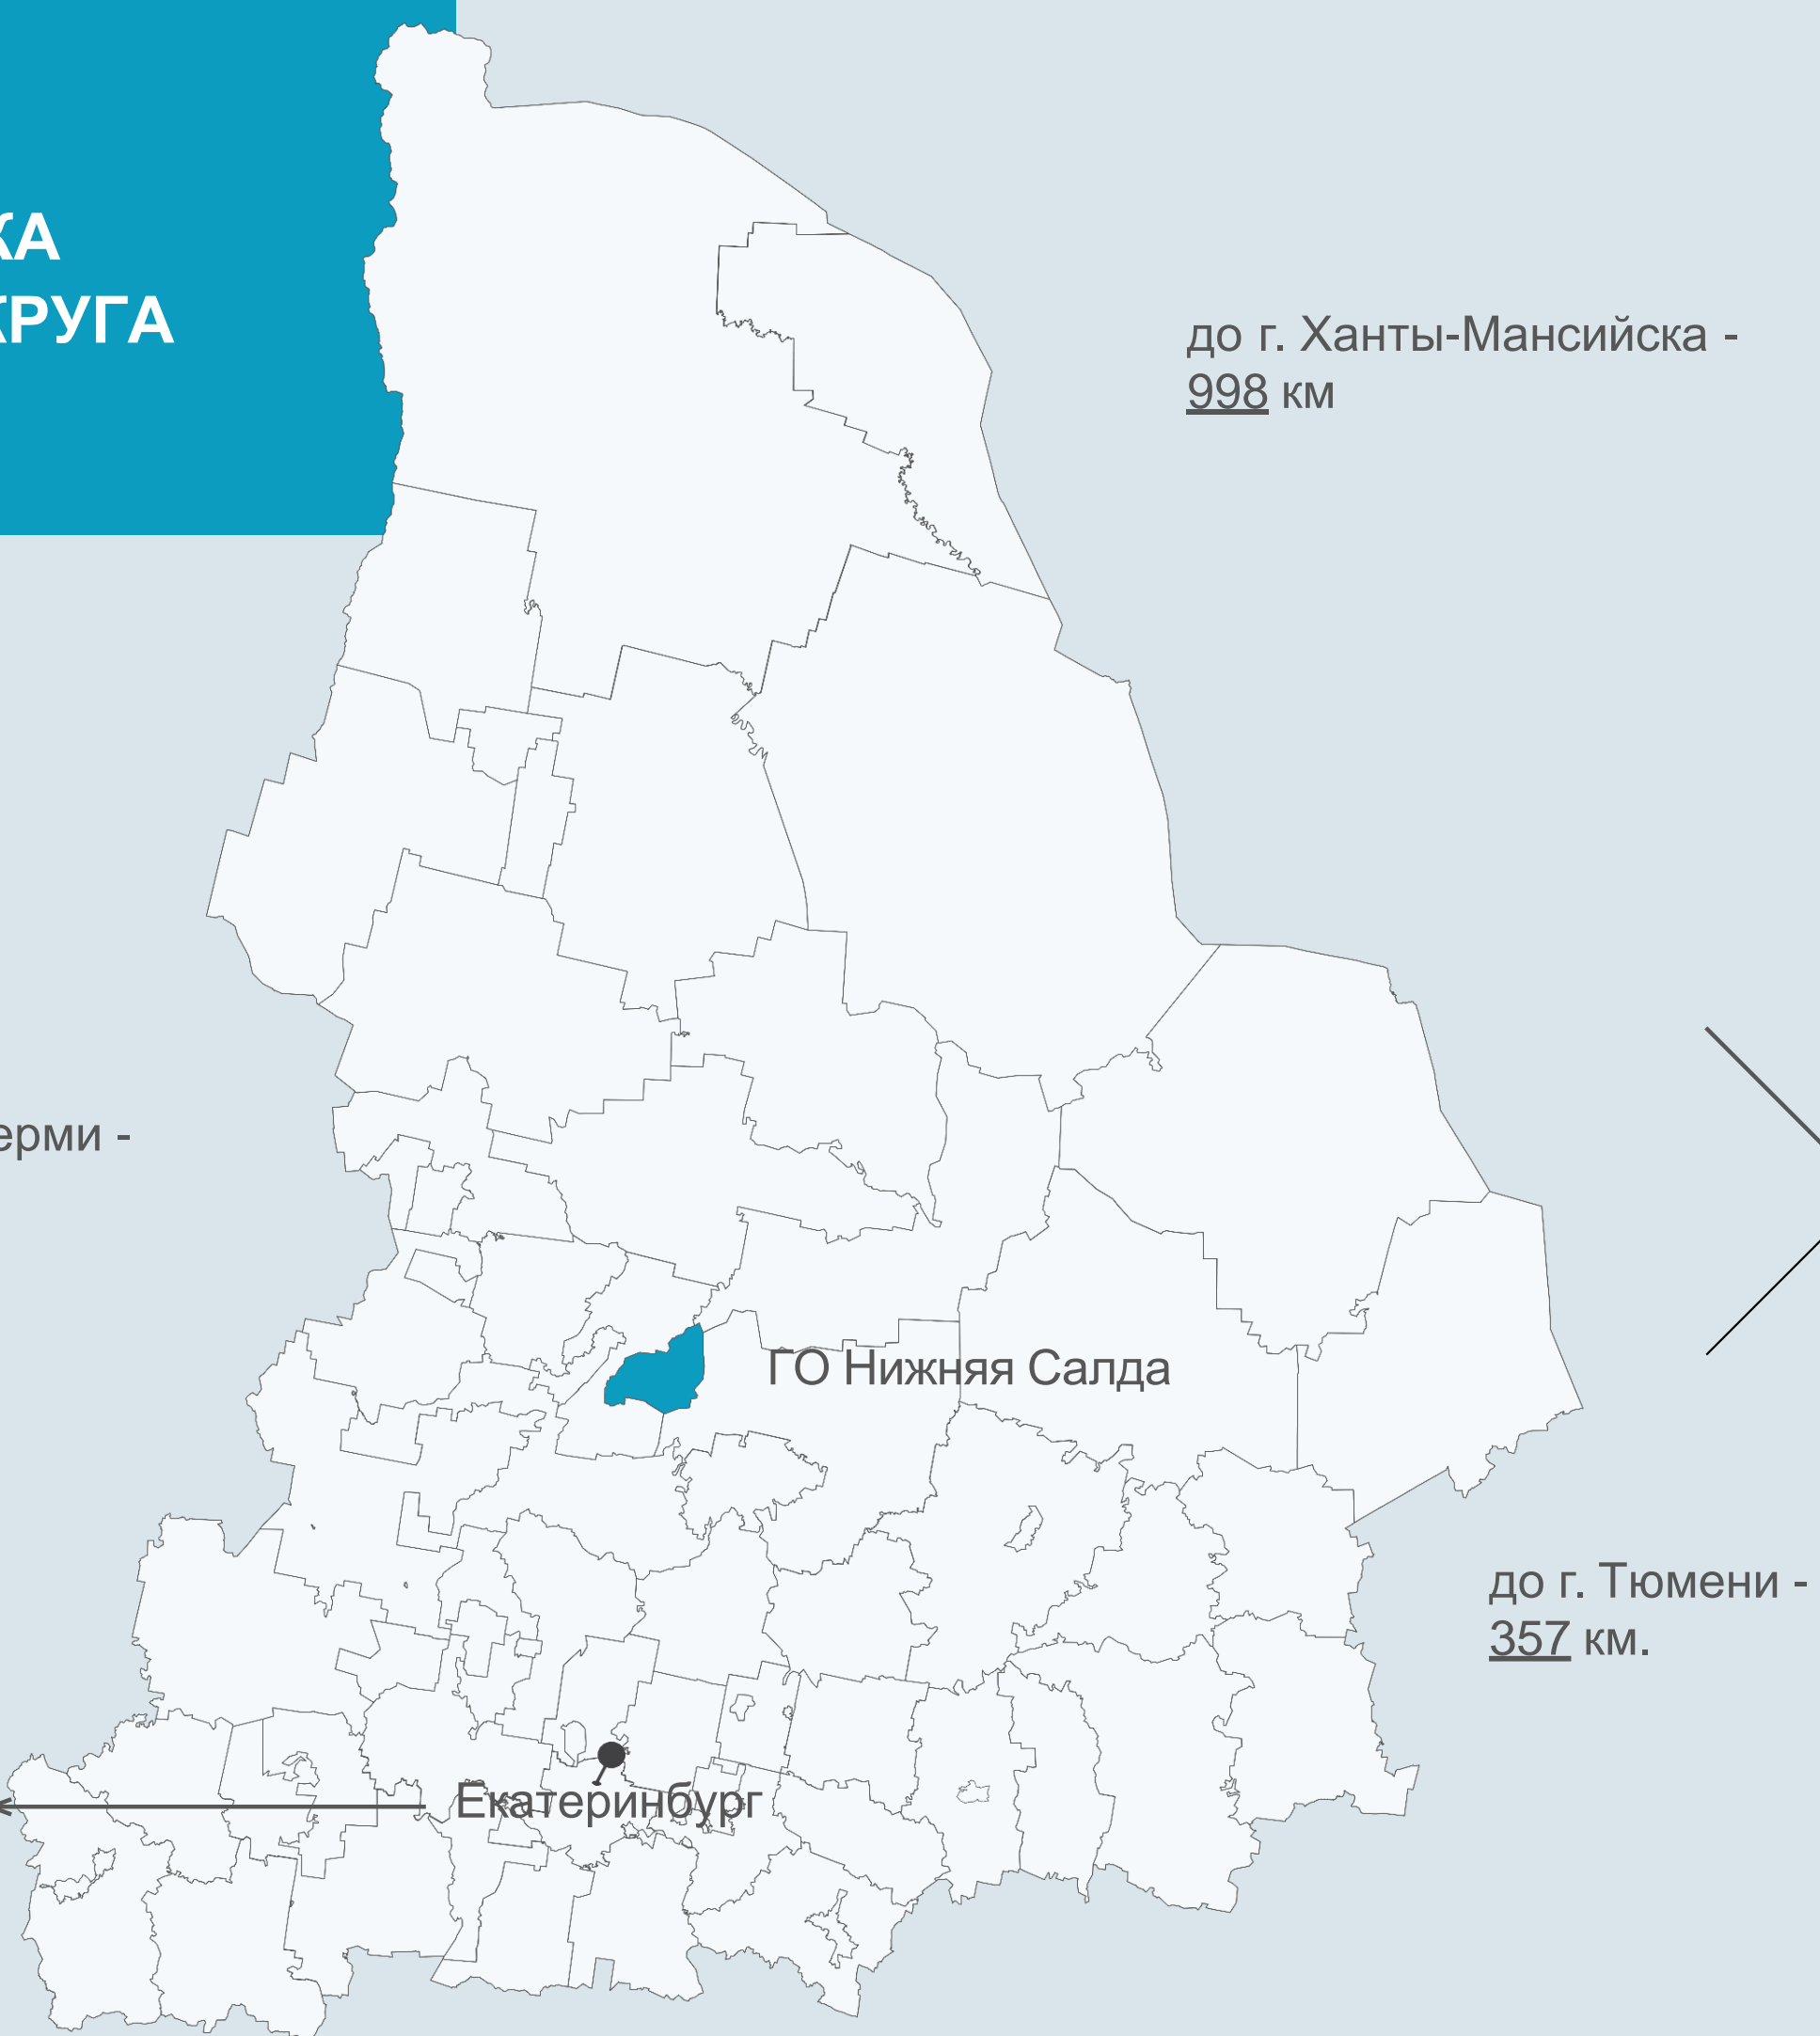 КА
КРУГА
до г. Ханты-Мансийска -
998 км
ерми -
ГО Нижняя Салда
до г. Тюмени -
357 км.
Екатеринбург